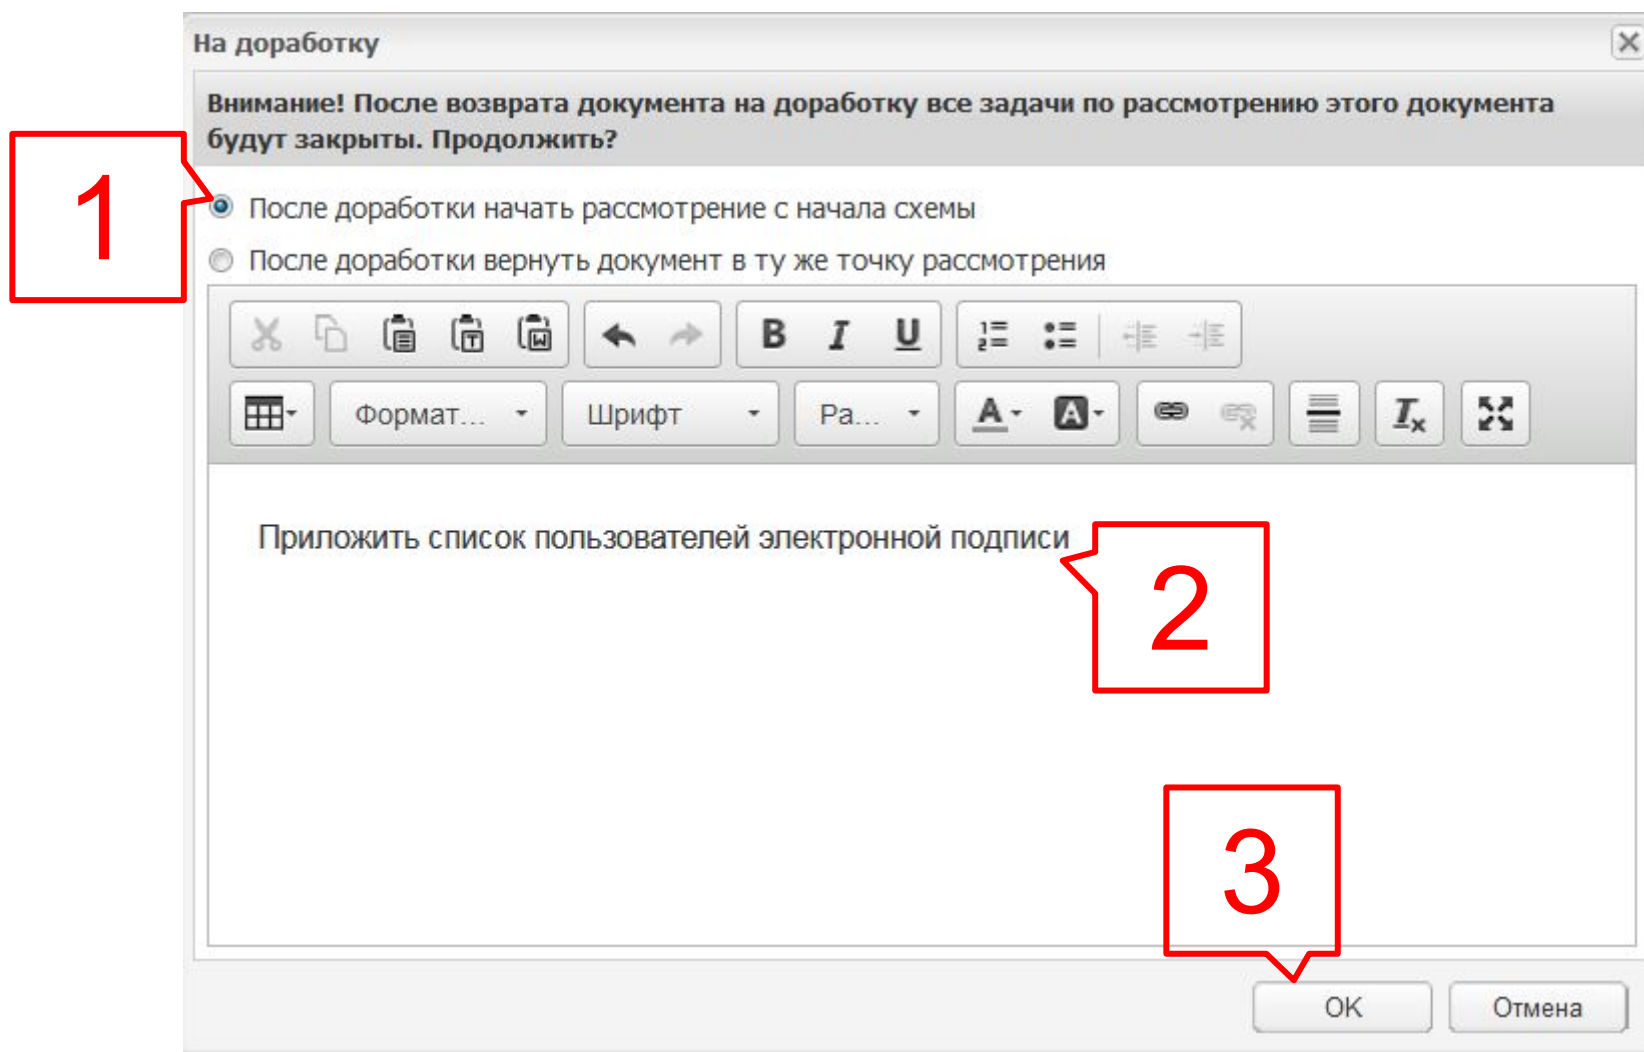 На доработку
Внимание! После возврата документа на доработку все задачи по рассмотрению этого документа
будут закрыты. Продолжить?
1
После доработки начать рассмотрение с начала схемы
После доработки вернуть документ в ту же точку рассмотрения
B I U
Формат... Шрифт Ра... A A Ix
Приложить список пользователей электронной подписи
2
3
OK Отмена